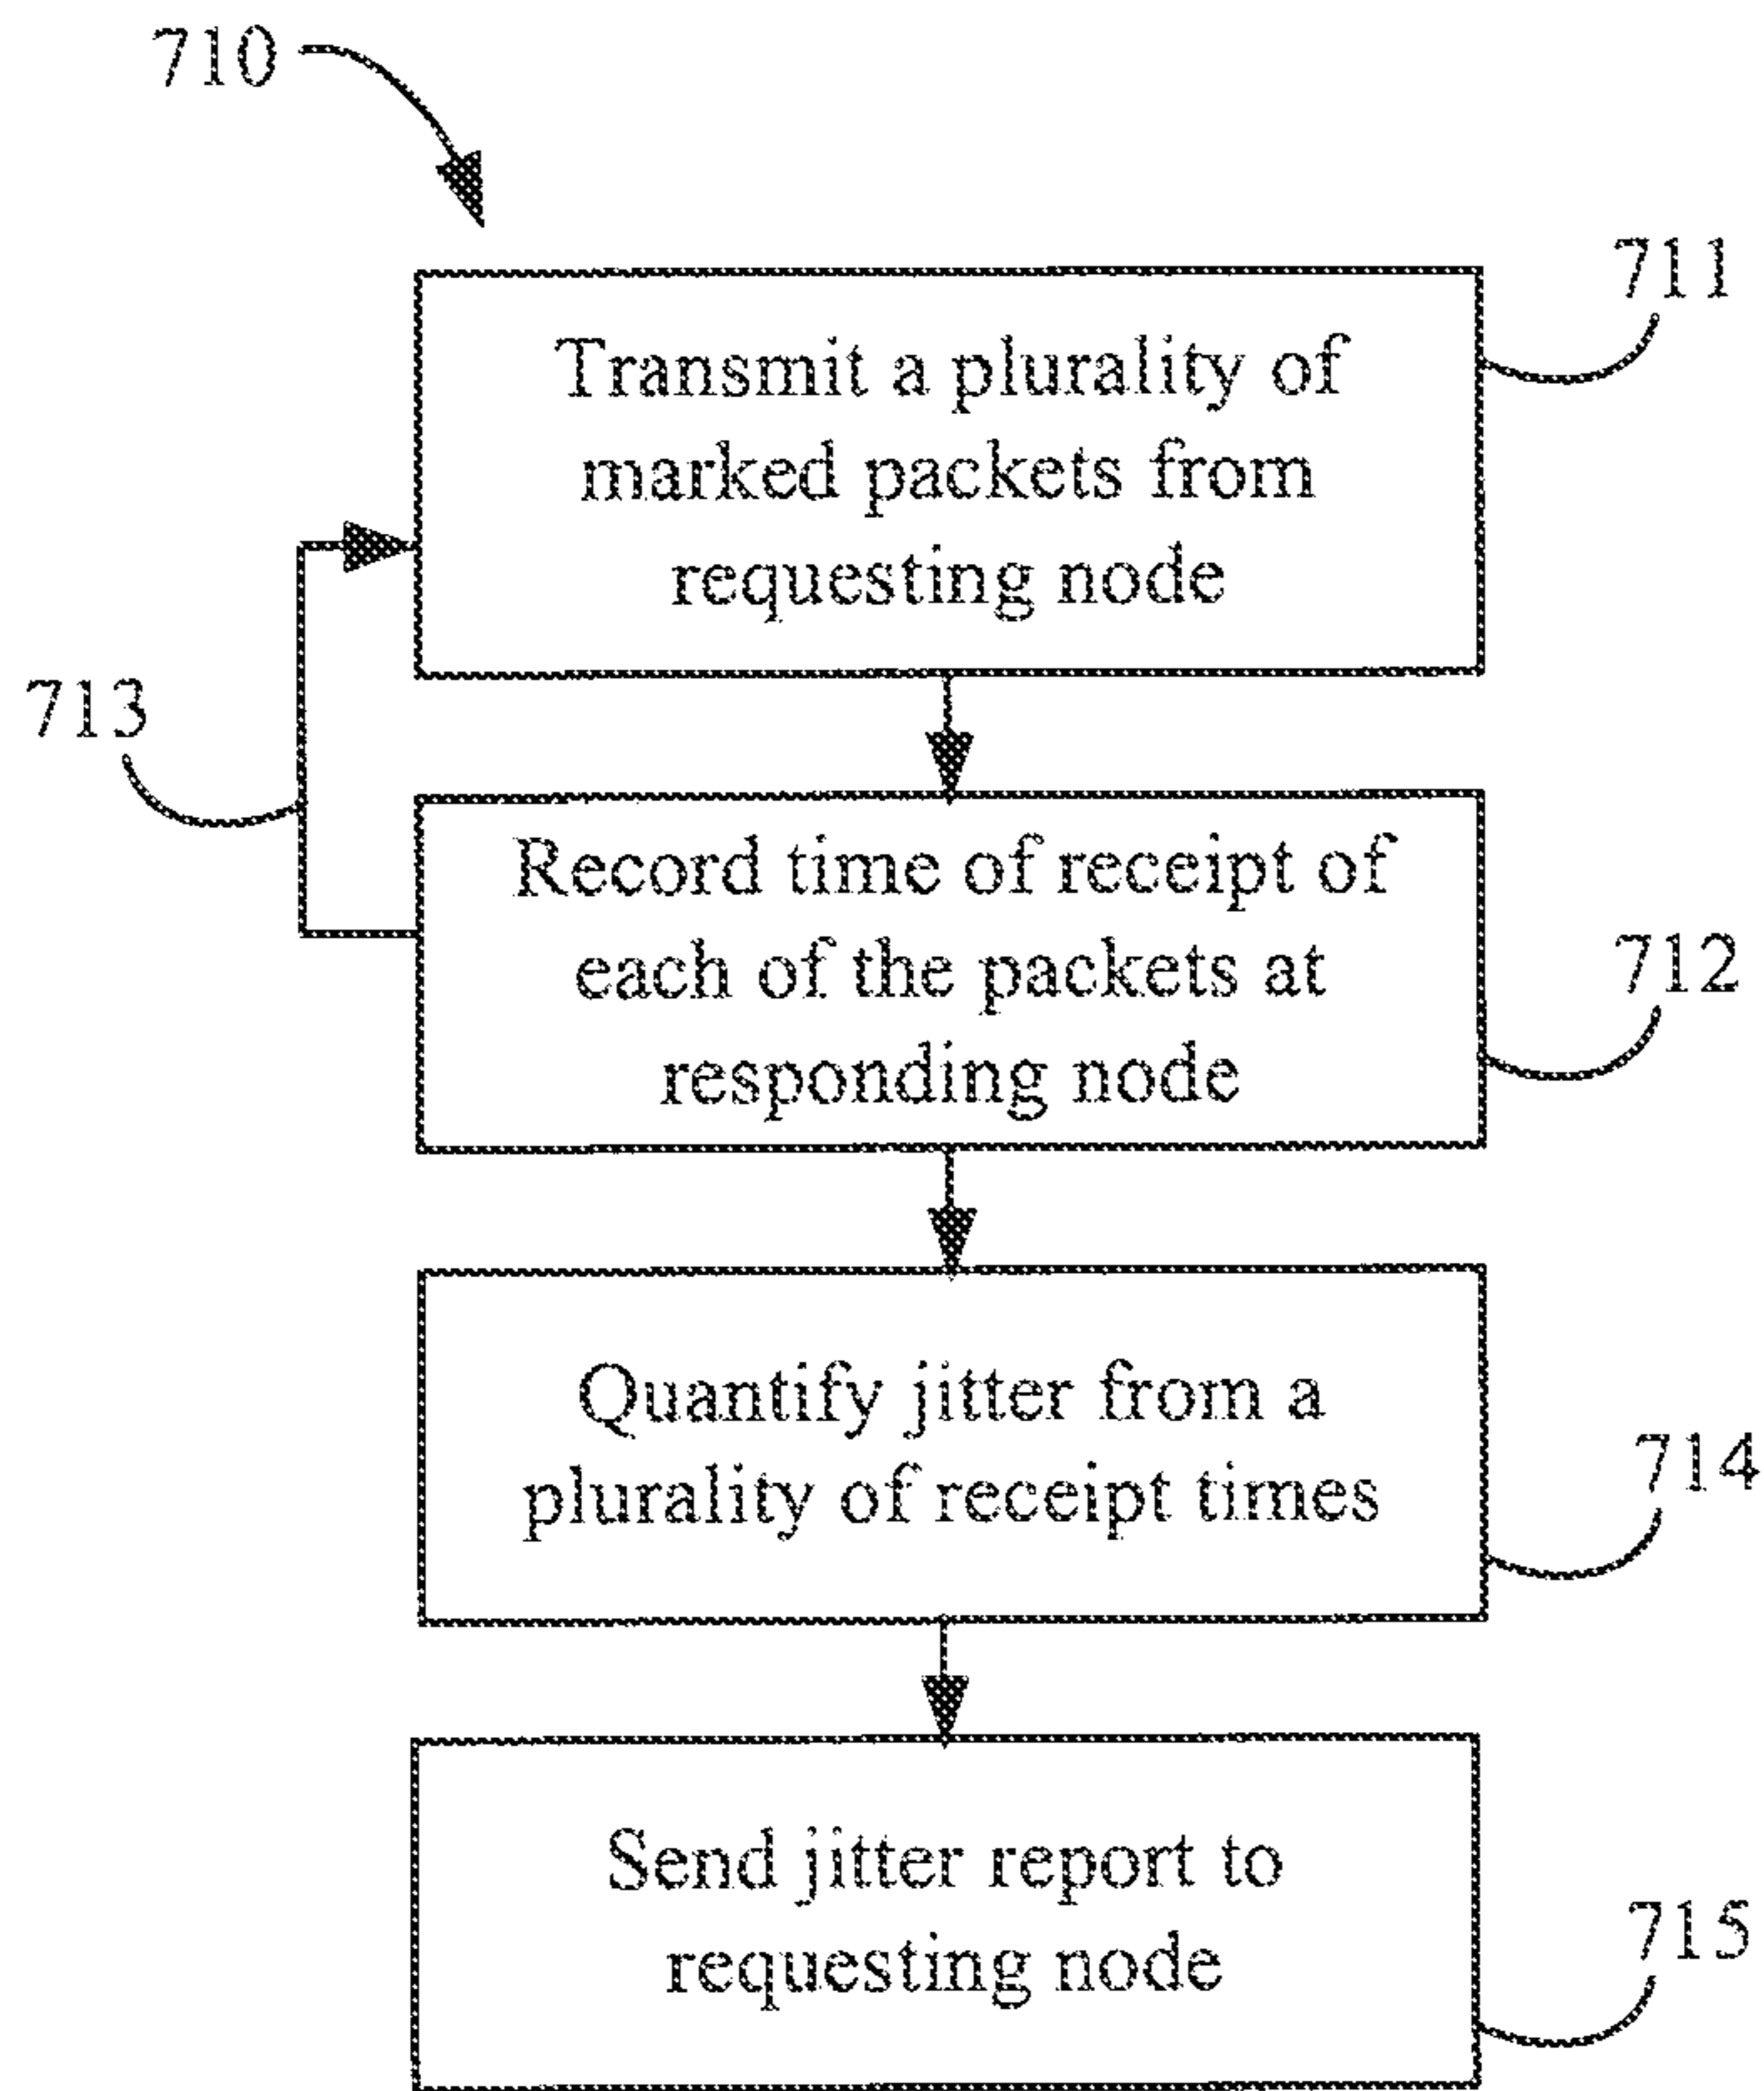 710
711
Transmit a plurality of
marked packets from
requesting node
713
Record time of receipt of
each of the packets at
responding node
712
Quantify jitter from a
plurality of receipt times
714
Send jitter report to
requesting node
715